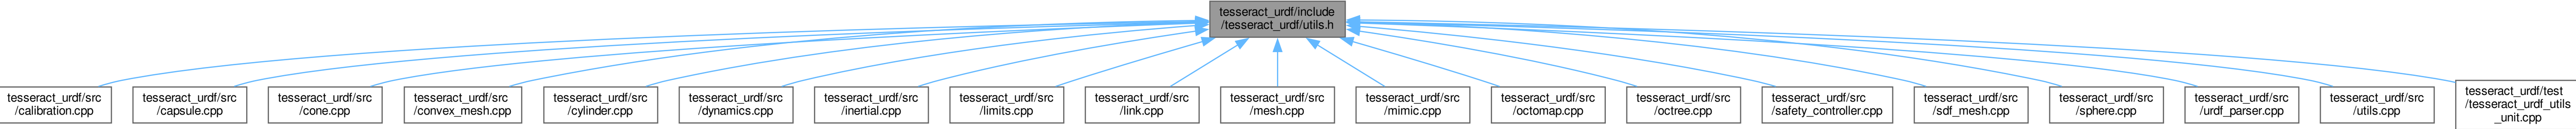 tesseract_urdf/include
/tesseract_urdf/utils.h
tesseract_urdf/src
/calibration.cpp
tesseract_urdf/src
/capsule.cpp
tesseract_urdf/src
/cone.cpp
tesseract_urdf/src
/convex_mesh.cpp
tesseract_urdf/src
/cylinder.cpp
tesseract_urdf/src
/dynamics.cpp
tesseract_urdf/src
/inertial.cpp
tesseract_urdf/src
/limits.cpp
tesseract_urdf/src
/link.cpp
tesseract_urdf/src
/mesh.cpp
tesseract_urdf/src
/mimic.cpp
tesseract_urdf/src
/octomap.cpp
tesseract_urdf/src
/octree.cpp
tesseract_urdf/src
/safety_controller.cpp
tesseract_urdf/src
/sdf_mesh.cpp
tesseract_urdf/src
/sphere.cpp
tesseract_urdf/src
/urdf_parser.cpp
tesseract_urdf/src
/utils.cpp
tesseract_urdf/test
/tesseract_urdf_utils
_unit.cpp